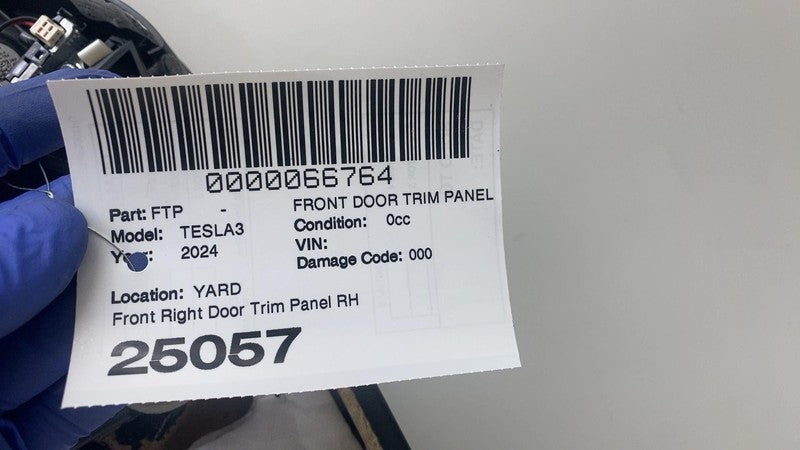 0000066764
Part: FTP - FRONT DOOR TRIM PANEL
Model: TESLA3 Condition: 0cc
2024 VIN:
Damage Code: 000
Location: YARD
Front Right Door Trim Panel RH
25057